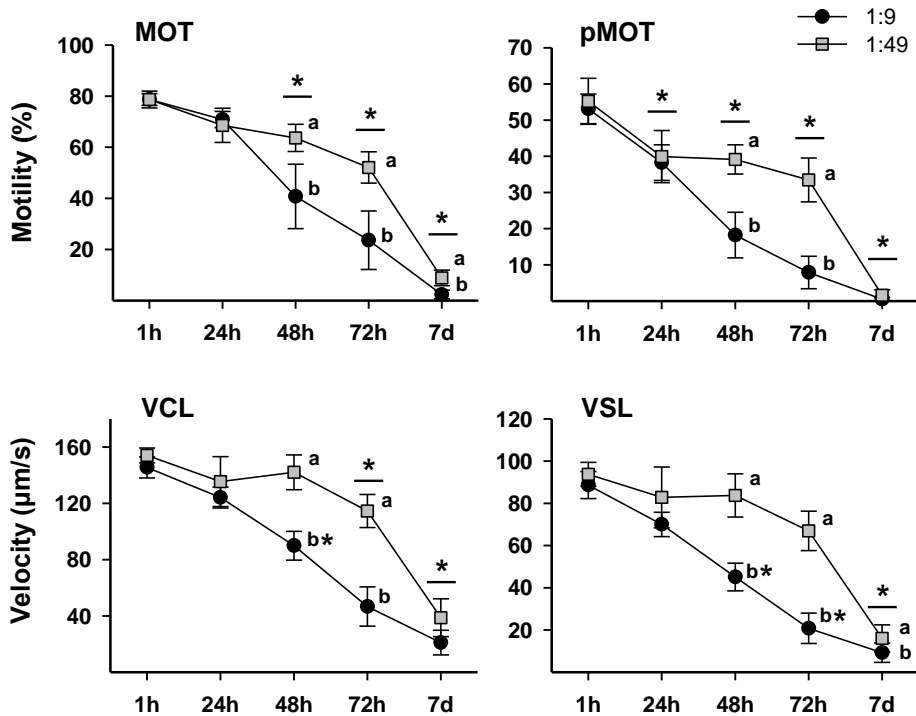 MOT
pMOT
1:9
1:49
Motility (%)
100
80
60
40
20
* * *
a
b
a
b
a
b
1h 24h 48h 72h 7d
70
60
50
40
30
20
10
* * * *
a
b
a
b
1h 24h 48h 72h 7d
VCL
Velocity (µm/s)
160
120
80
40
a
b*
*
a
b
*
1h 24h 48h 72h 7d
VSL
120
100
80
60
40
20
a
b*
a
b*
*
a
b
1h 24h 48h 72h 7d